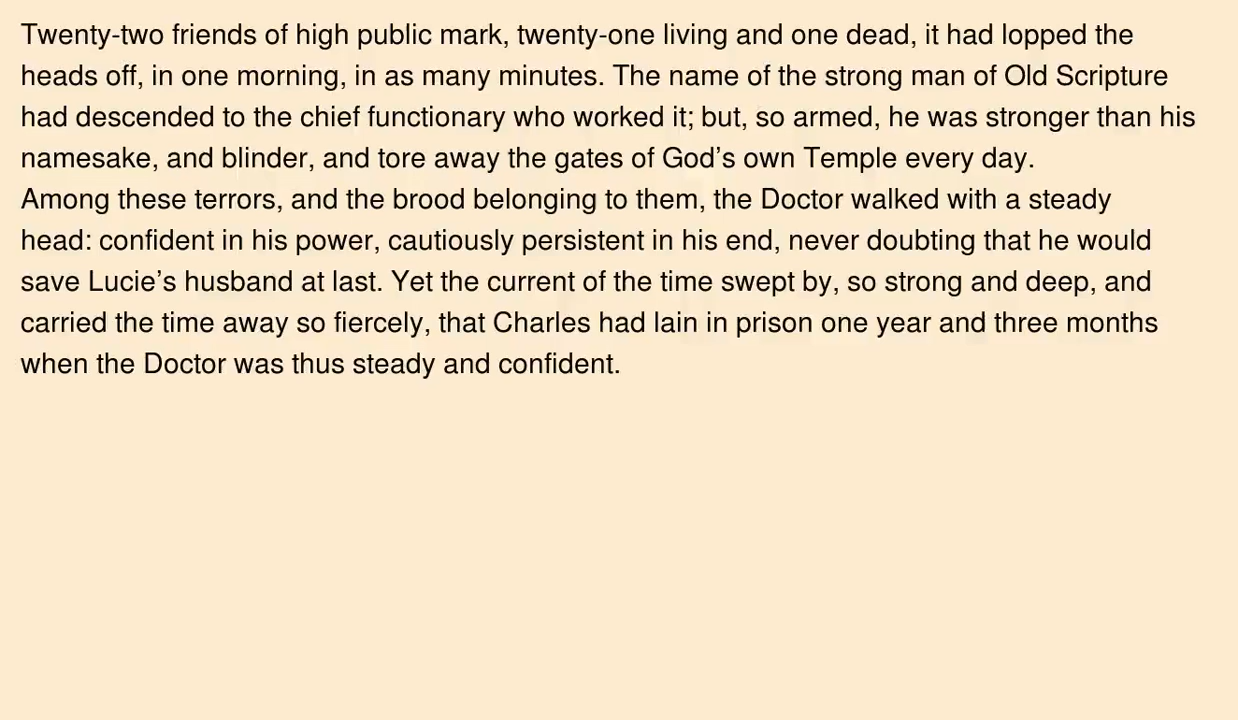 Twenty-two friends of high public mark, twenty-one living and one dead, it had lopped the
heads off, in one morning, in as many minutes. The name of the strong man of Old Scripture
had descended to the chief functionary who worked it; but, so armed, he was stronger than his
namesake, and blinder, and tore away the gates of God’s own Temple every day.
Among these terrors, and the brood belonging to them, the Doctor walked with a steady
head: confident in his power, cautiously persistent in his end, never doubting that he would
save Lucie’s husband at last. Yet the current of the time swept by, so strong and deep, and
carried the time away so fiercely, that Charles had lain in prison one year and three months
when the Doctor was thus steady and confident.